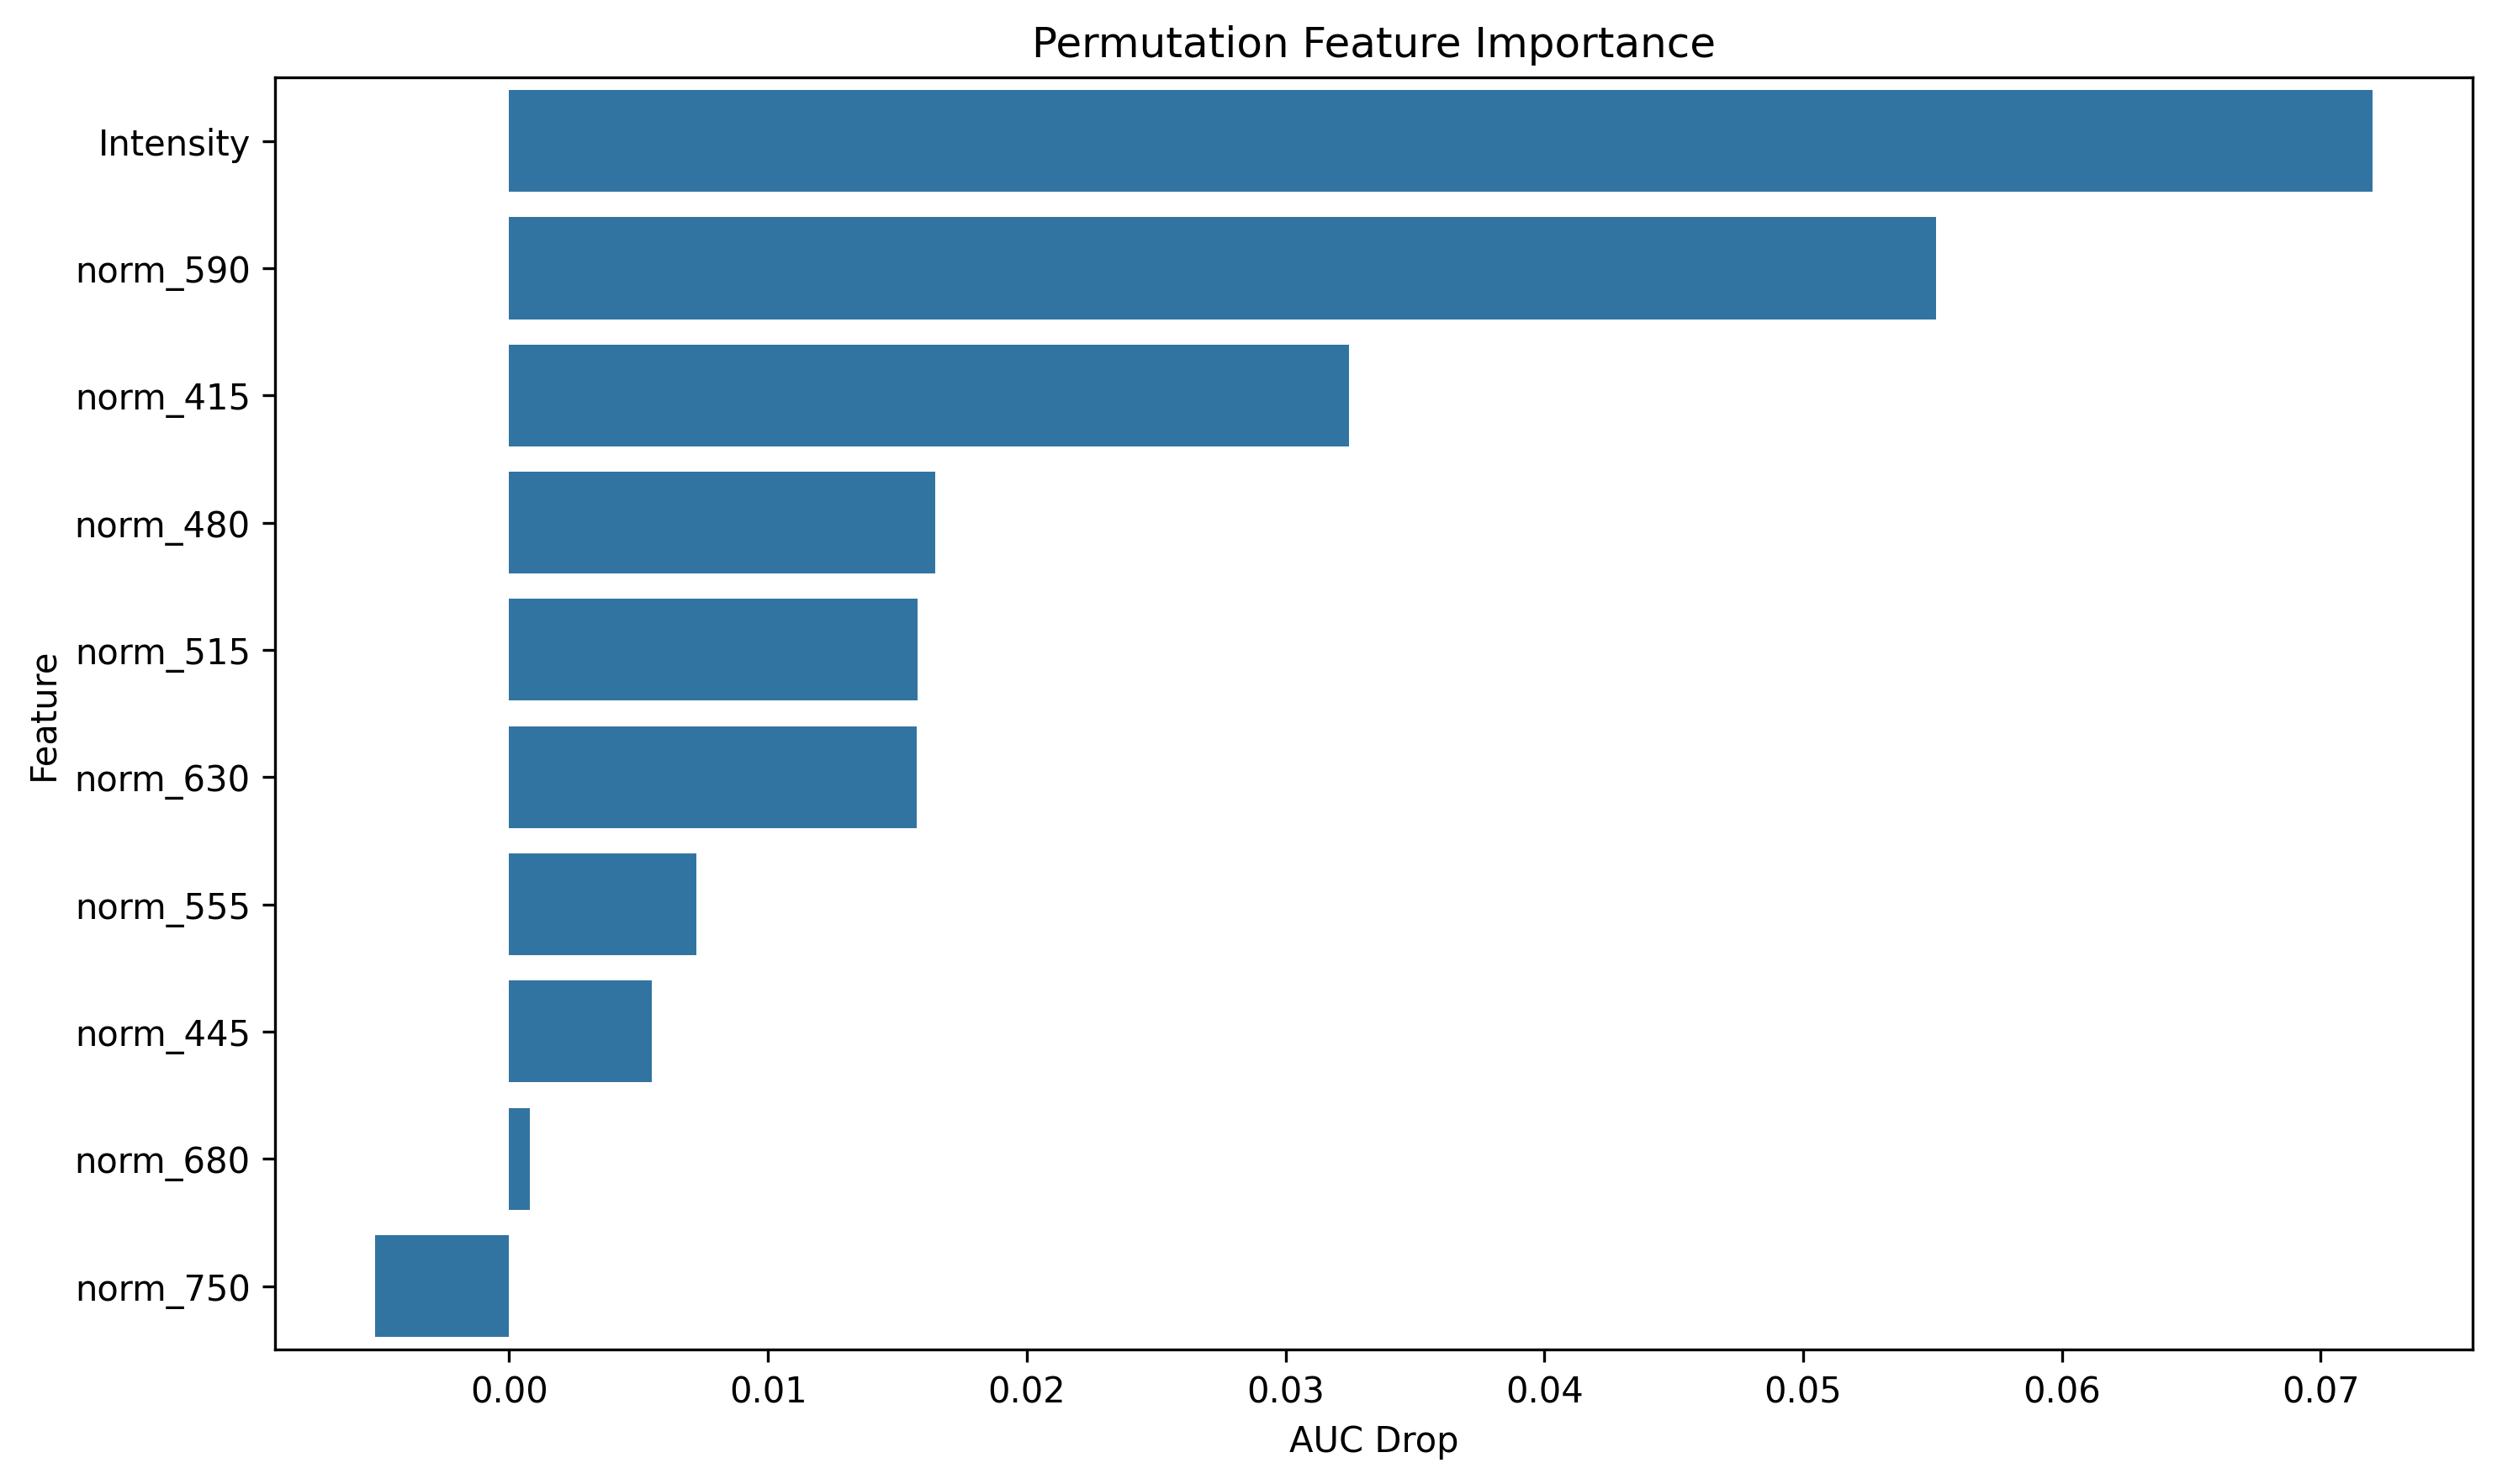 Permutation Feature Importance
Feature
Intensity
norm_590
norm_415
norm_480
norm_515
norm_630
norm_555
norm_445
norm_680
norm_750
0.00 0.01 0.02 0.03 0.04 0.05 0.06 0.07
AUC Drop